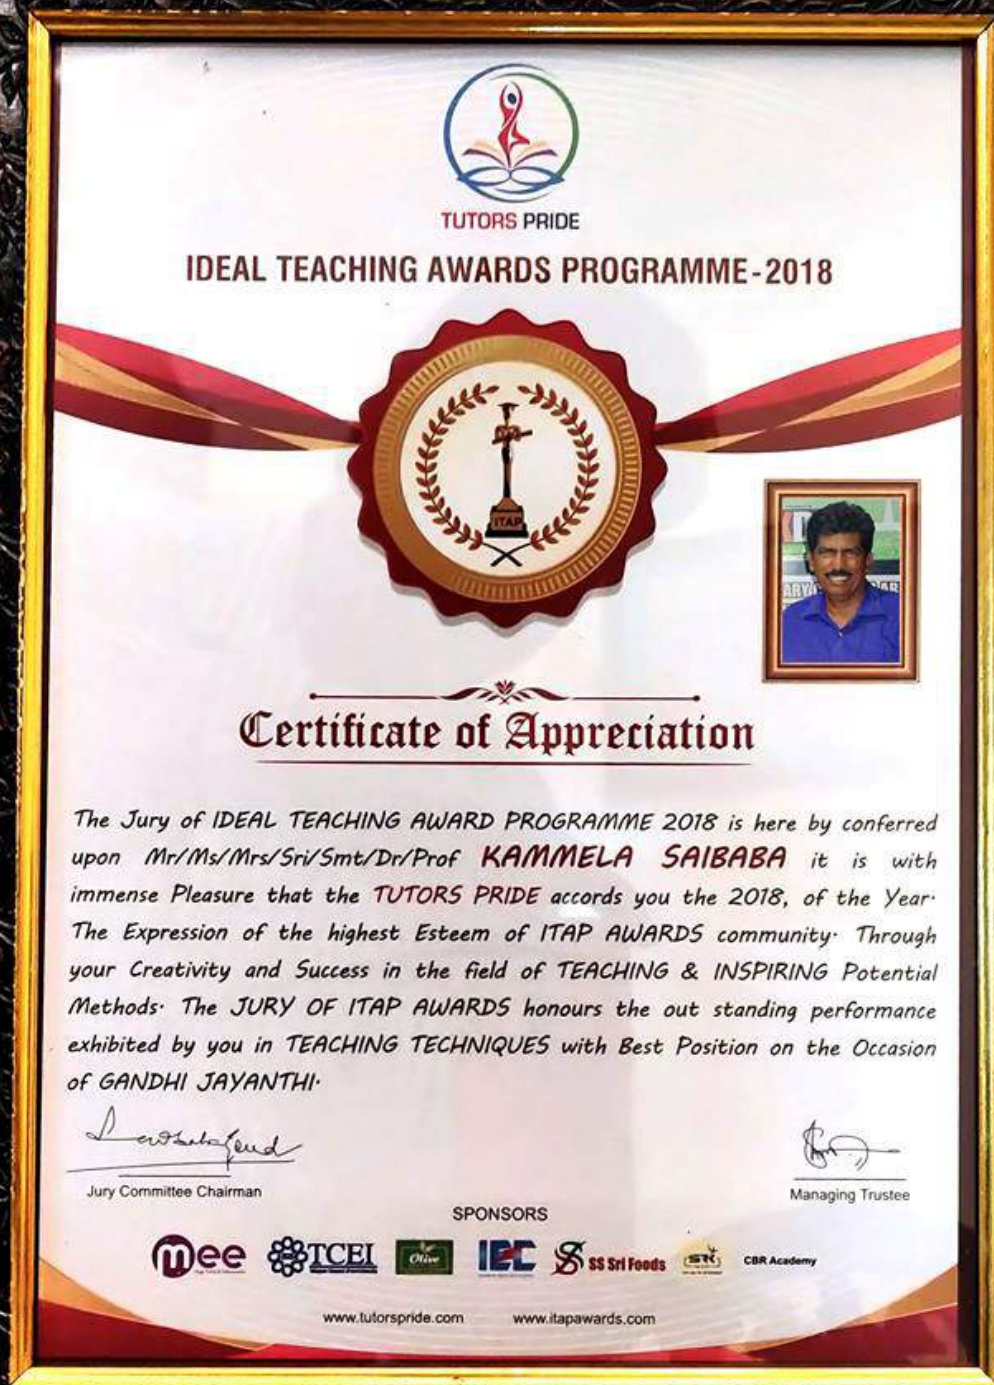 TUTORS PRIDE
IDEAL TEACHING AWARDS PROGRAMME-2018
ITAP
Certificate of Appreciation
The Jury of IDEAL TEACHING AWARD PROGRAMME 2018 is here by conferred
upon Mr/Ms/Mrs/Sri/Smt/Dr/Prof KAMMELA SAIBABA it is with
immense Pleasure that the TUTORS PRIDE accords you the 2018, of the Year.
The Expression of the highest Esteem of ITAP AWARDS community. Through
your Creativity and Success in the field of TEACHING & INSPIRING Potential
Methods. The JURY OF ITAP AWARDS honours the out standing performance
exhibited by you in TEACHING TECHNIQUES with Best Position on the Occasion
of GANDHI JAYANTHI.
Jury Committee Chairman
Managing Trustee
SPONSORS
mee TCEI Olive IEC SS SS Sri Foods SR CBR Academy
www.tutorspride.com www.itapawards.com